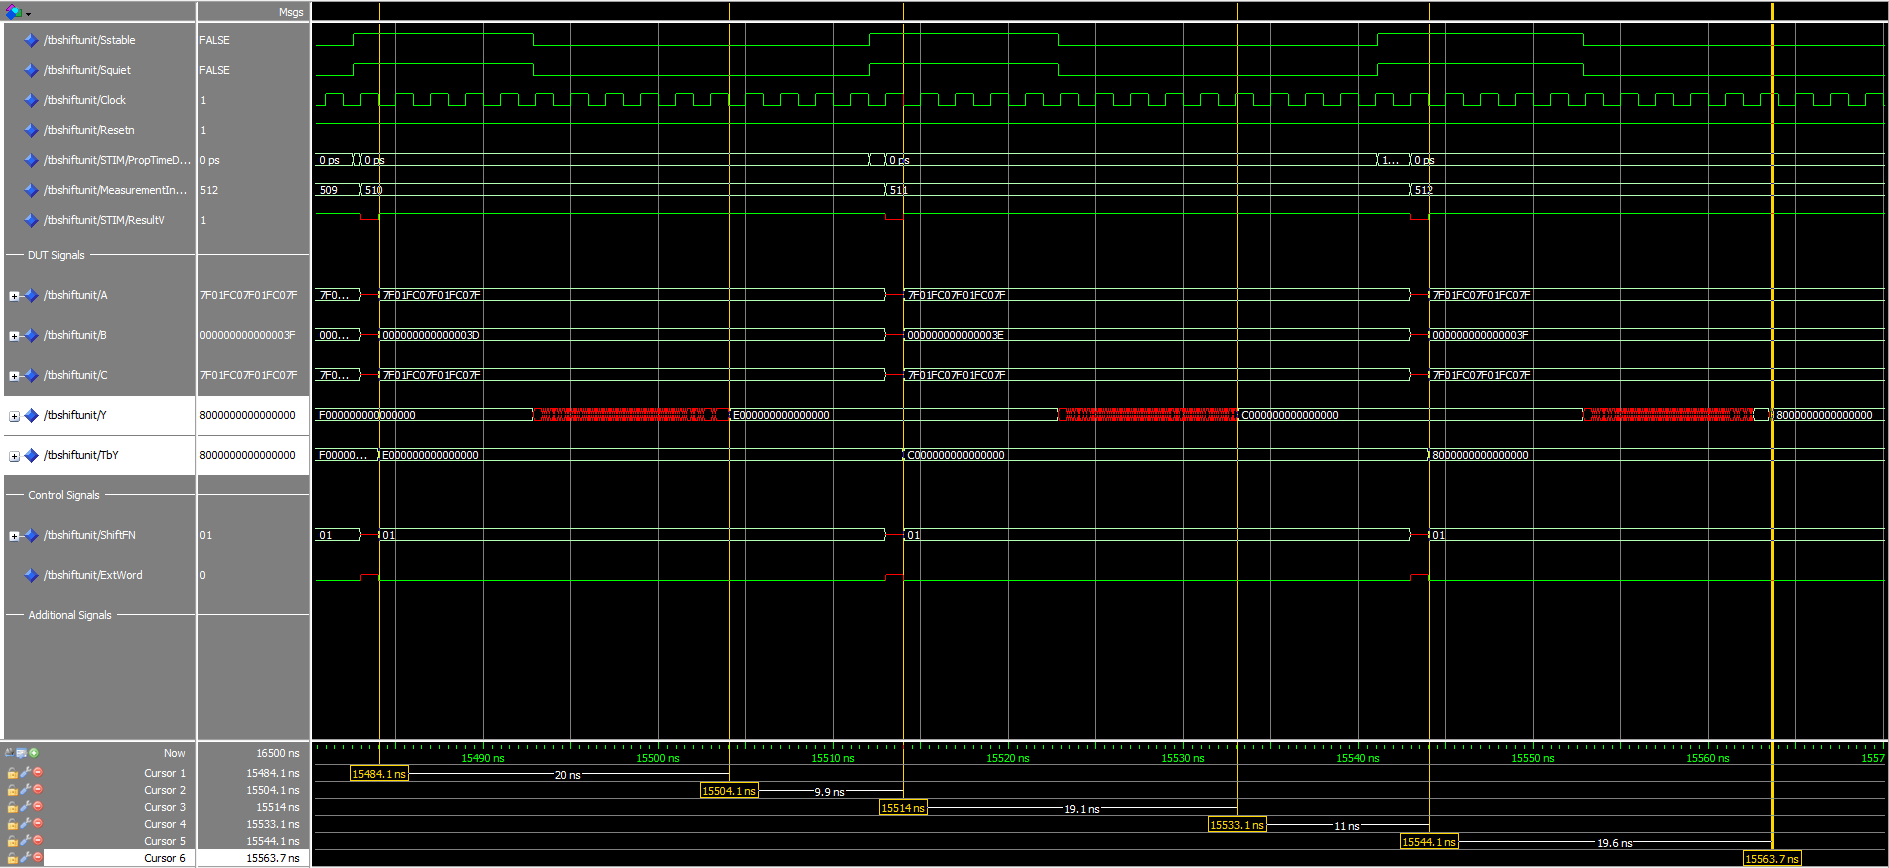 Msgs
/tbshiftunit/Sstable FALSE
/tbshiftunit/Squiet FALSE
/tbshiftunit/Clock 1
/tbshiftunit/Resetn 1
/tbshiftunit/STIM/PropTimeD... 0 ps 0 ps 0 ps 0 ps 1... 0 ps
/tbshiftunit/MeasurementIn... 512 509 510 511 512
/tbshiftunit/STIM/ResultV 1
DUT Signals
/tbshiftunit/A 7F01FC07F01FC07F 7F0... 7F01FC07F01FC07F 7F01FC07F01FC07F 7F01FC07F01FC07F
/tbshiftunit/B 000000000000003F 000... 000000000000003D 000000000000003E 000000000000003F
/tbshiftunit/C 7F01FC07F01FC07F 7F0... 7F01FC07F01FC07F 7F01FC07F01FC07F 7F01FC07F01FC07F
/tbshiftunit/Y 8000000000000000 F000000000000000 E000000000000000 C000000000000000 8000000000000000
/tbshiftunit/TbY 8000000000000000 F00000... E000000000000000 C000000000000000 8000000000000000
Control Signals
/tbshiftunit/ShiftFN 01 01 01 01 01
/tbshiftunit/ExtWord 0
Additional Signals
Now 16500 ns 15490 ns 15500 ns 15510 ns 15520 ns 15530 ns 15540 ns 15550 ns 15560 ns 1557
Cursor 1 15484.1 ns 15484.1 ns 20 ns
Cursor 2 15504.1 ns 15504.1 ns 9.9 ns
Cursor 3 15514 ns 15514 ns 19.1 ns
Cursor 4 15533.1 ns 15533.1 ns 11 ns
Cursor 5 15544.1 ns 15544.1 ns 19.6 ns
Cursor 6 15563.7 ns 15563.7 ns